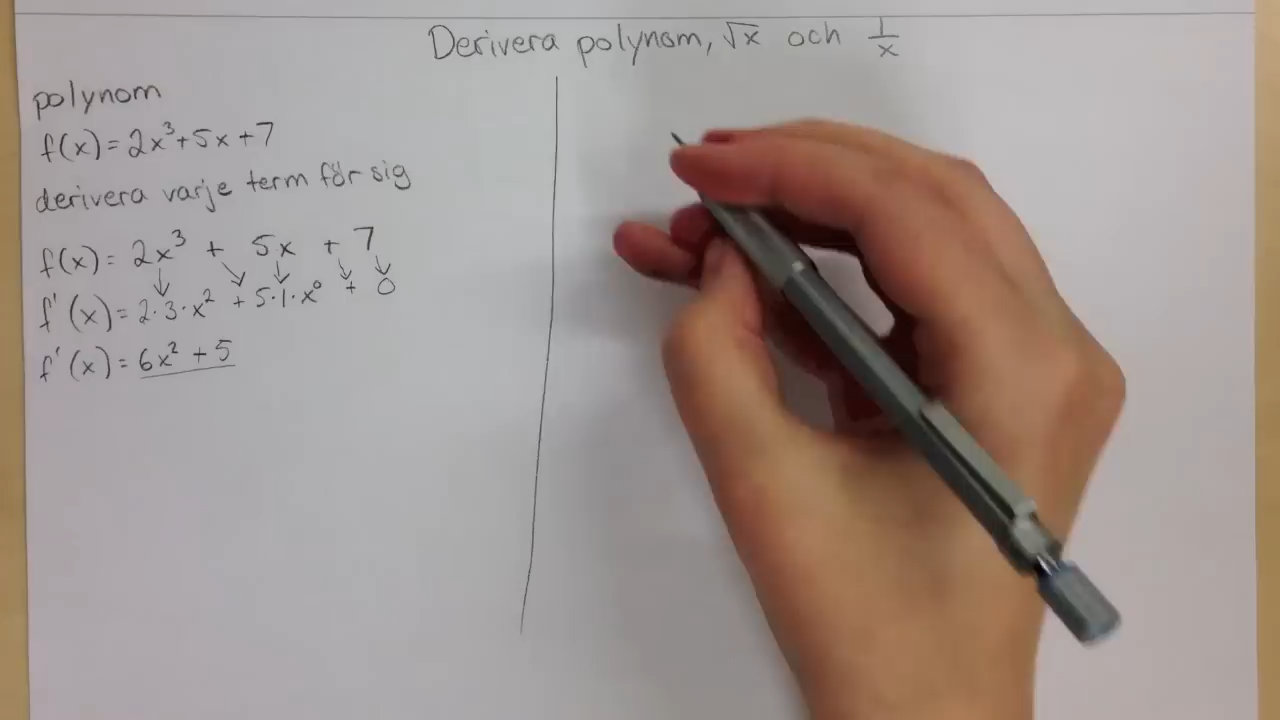 Derivera polynom, √x och 1/x
polynom
f(x)=2x³+5x+7
derivera varje term för sig
f(x)= 2x³ + 5x + 7
f'(x)= 2·3·x² + 5·1·x⁰ + 0
f'(x)= 6x² + 5